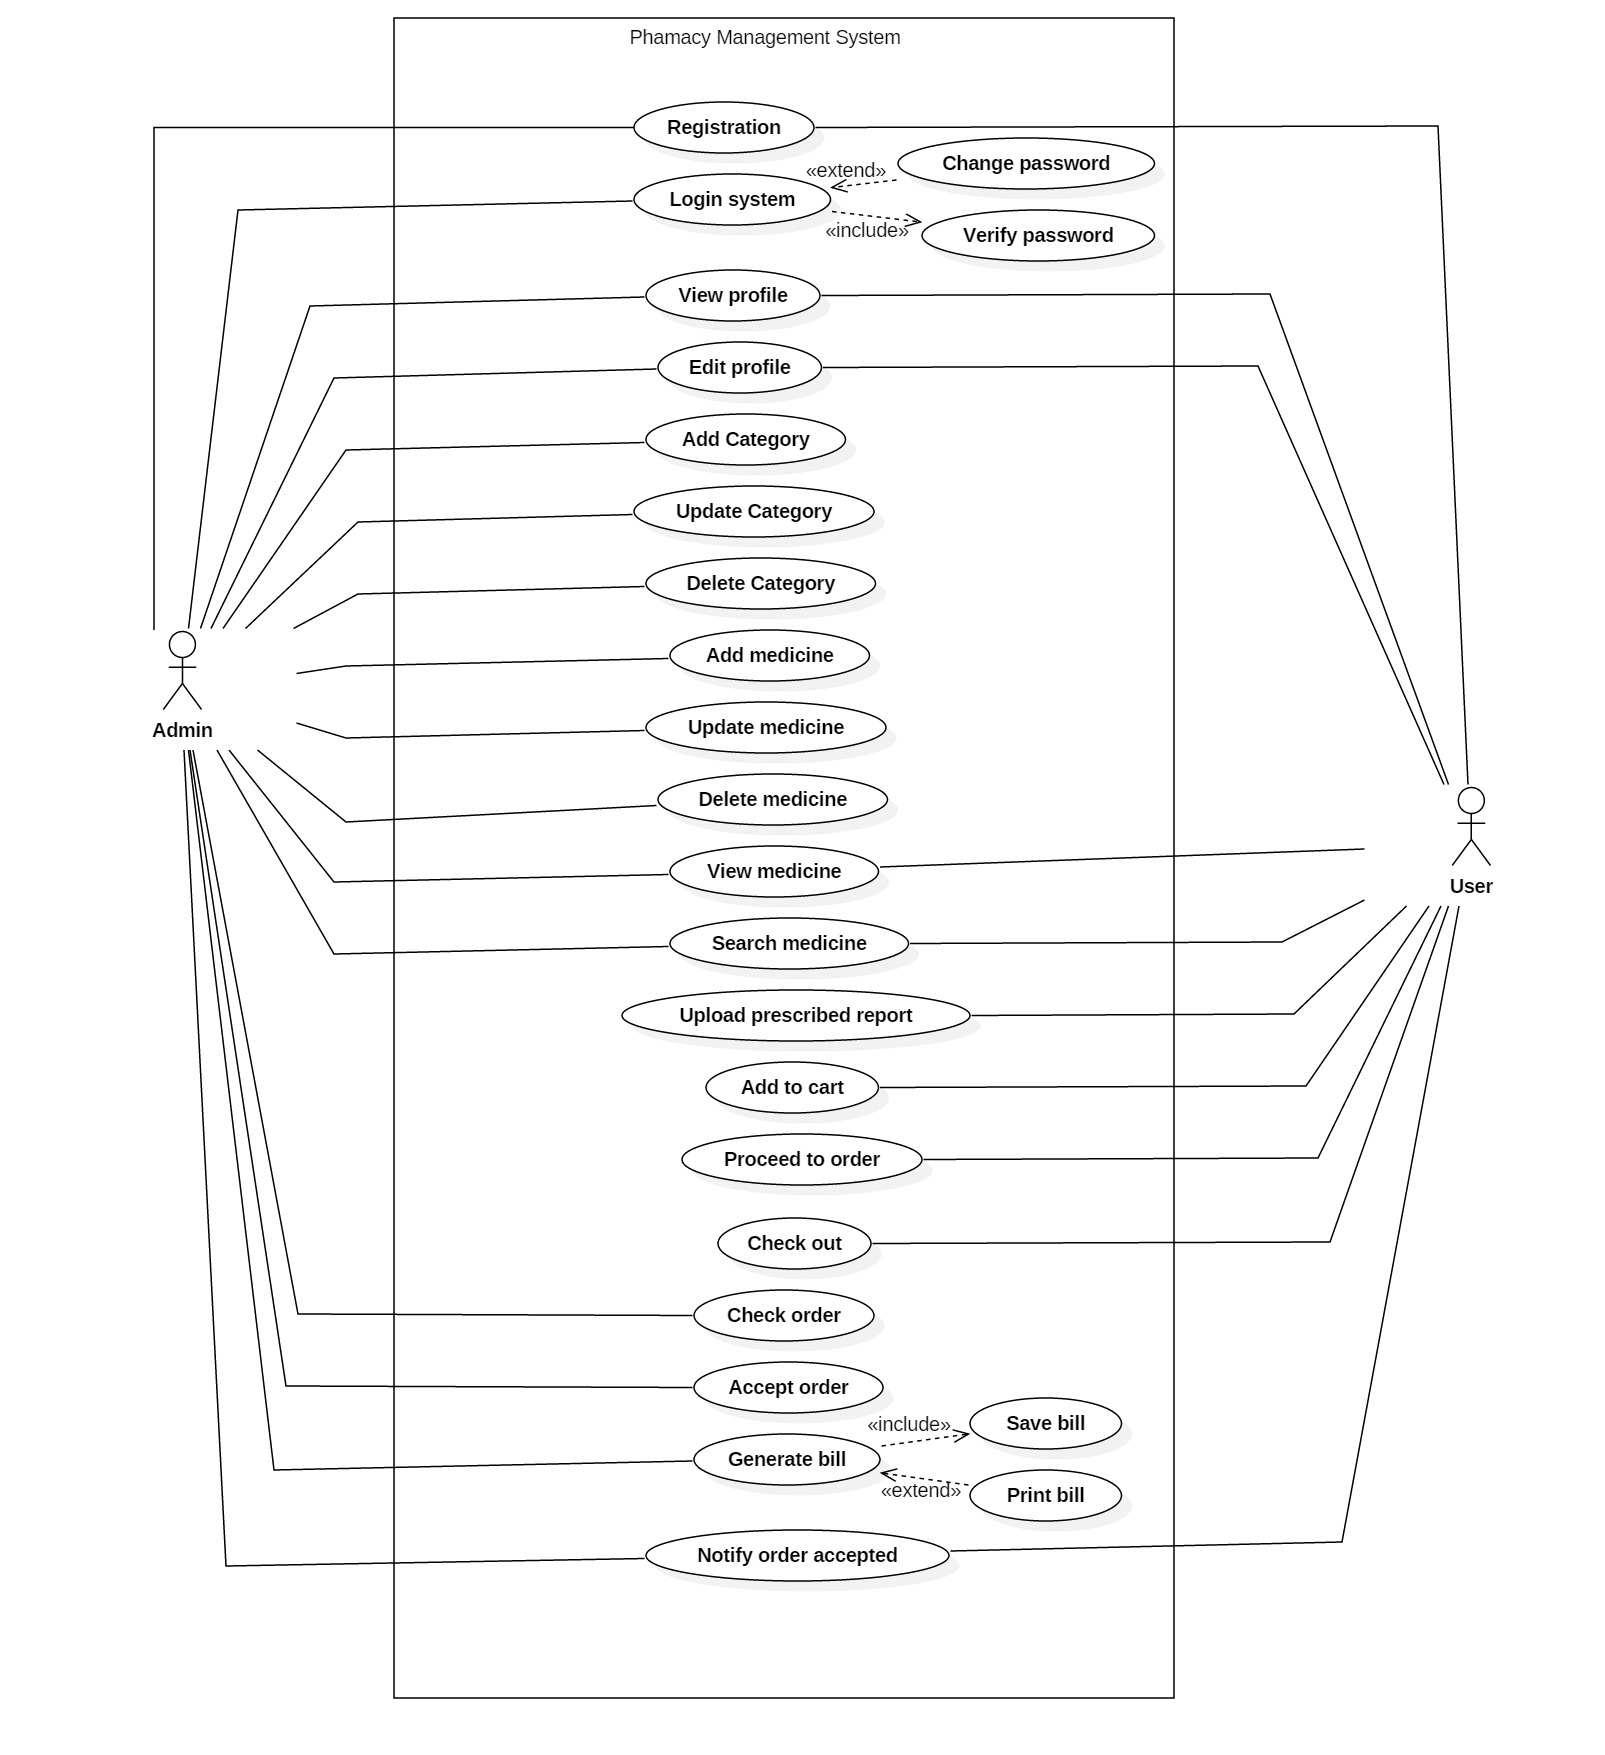 Phamacy Management System
Registration
«extend»
Change password
Login system
«include»
Verify password
View profile
Edit profile
Add Category
Update Category
Delete Category
Add medicine
Admin
Update medicine
Delete medicine
View medicine
User
Search medicine
Upload prescribed report
Add to cart
Proceed to order
Check out
Check order
Accept order
«include»
Save bill
Generate bill
«extend»
Print bill
Notify order accepted